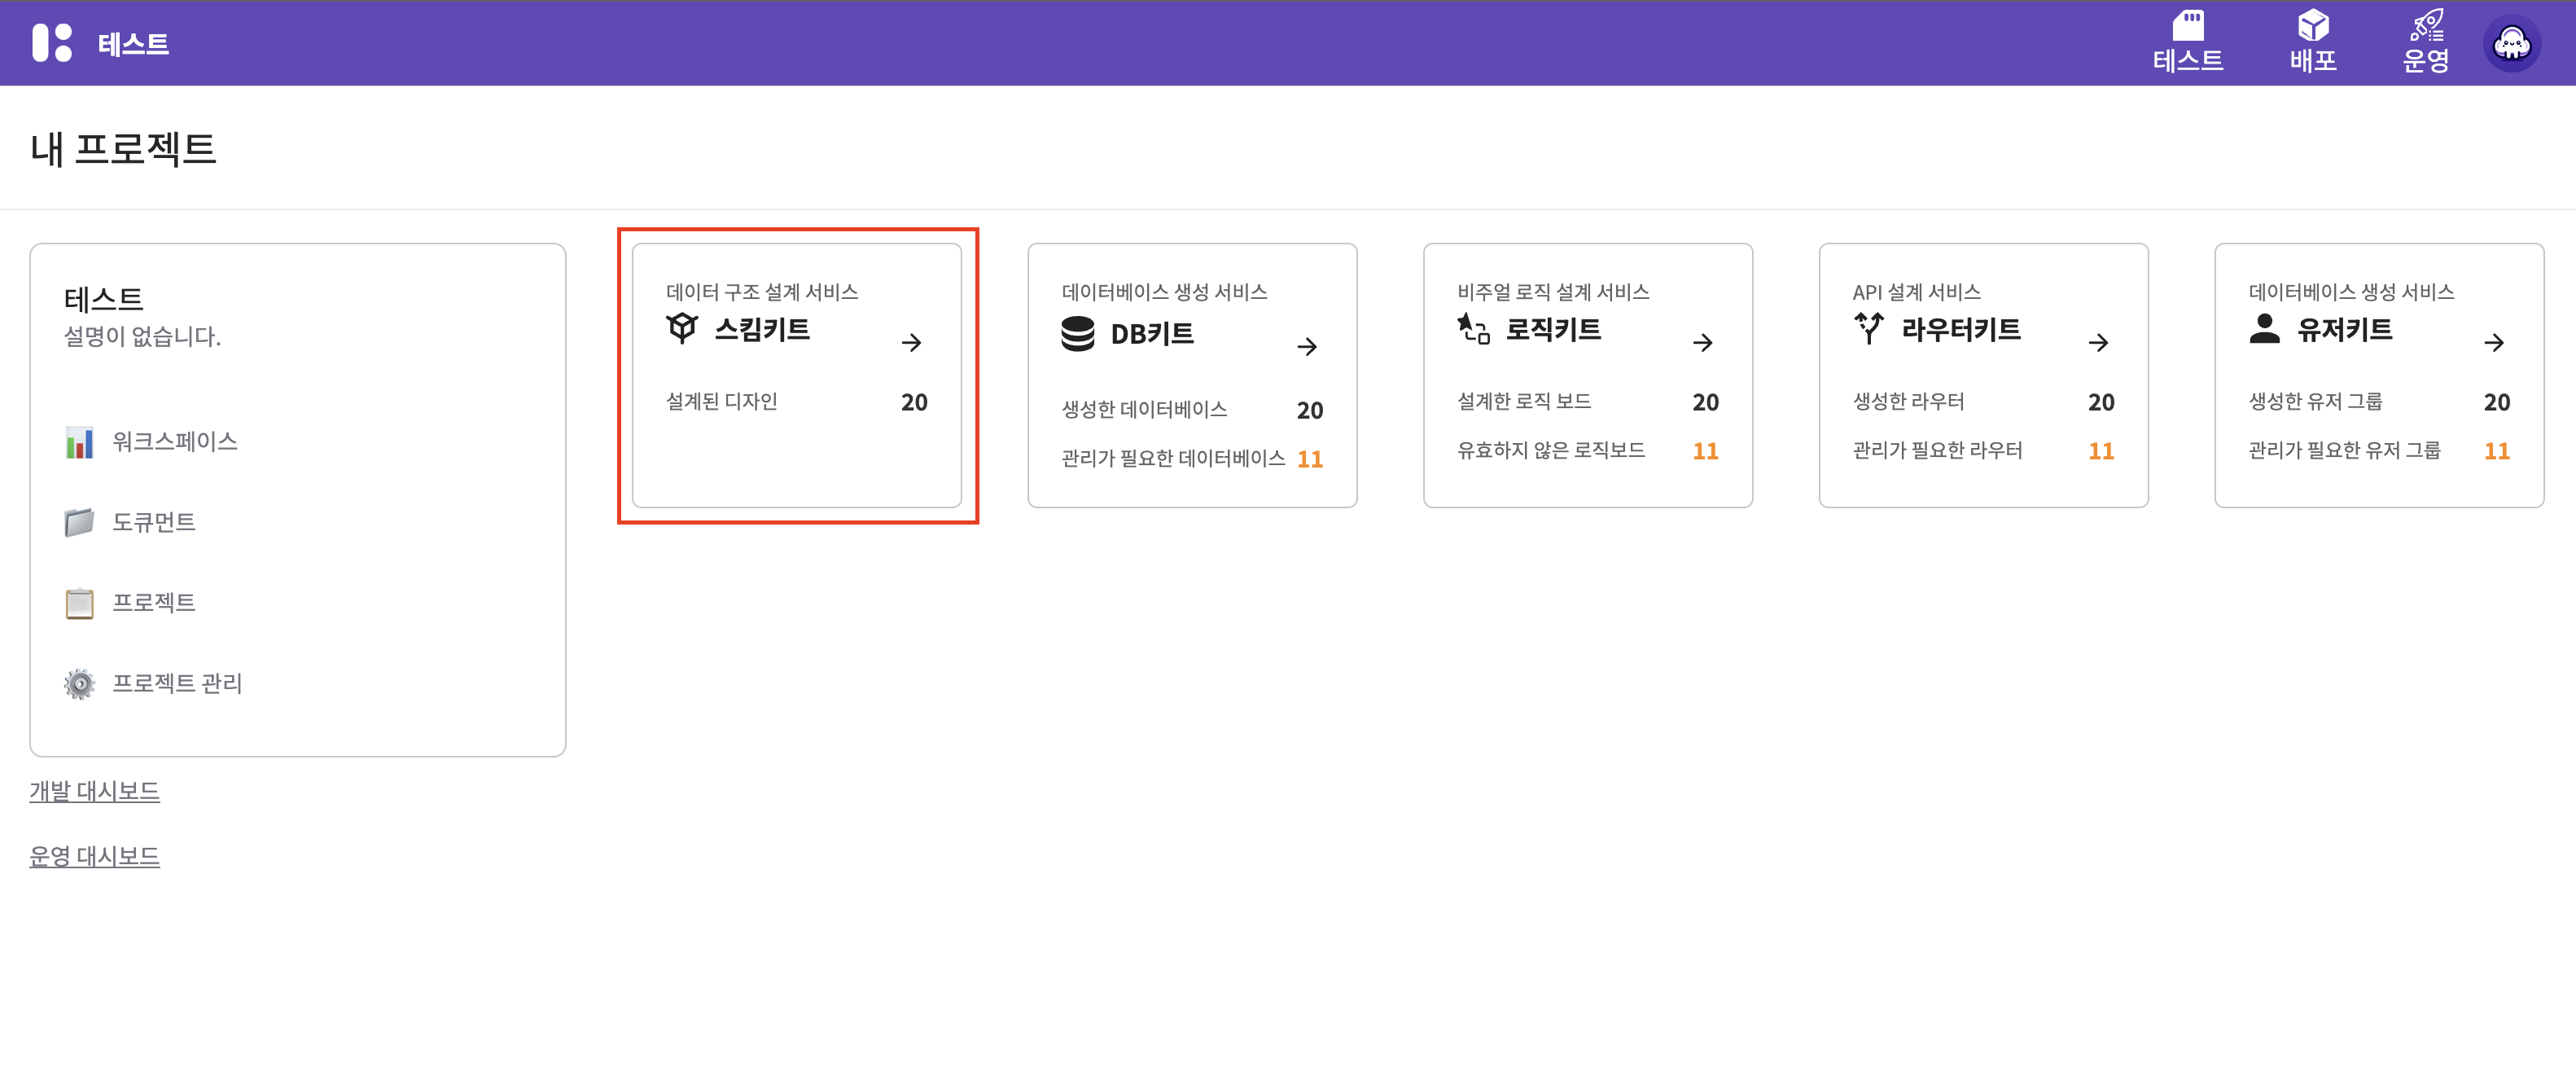 테스트
테스트
배포
운영
내 프로젝트
테스트
설명이 없습니다.
워크스페이스
도큐먼트
프로젝트
프로젝트 관리
개발 대시보드
운영 대시보드
데이터 구조 설계 서비스
스킴키트
설계된 디자인 20
데이터베이스 생성 서비스
DB키트
생성한 데이터베이스 20
관리가 필요한 데이터베이스 11
비주얼 로직 설계 서비스
로직키트
설계한 로직 보드 20
유효하지 않은 로직보드 11
API 설계 서비스
라우터키트
생성한 라우터 20
관리가 필요한 라우터 11
데이터베이스 생성 서비스
유저키트
생성한 유저 그룹 20
관리가 필요한 유저 그룹 11